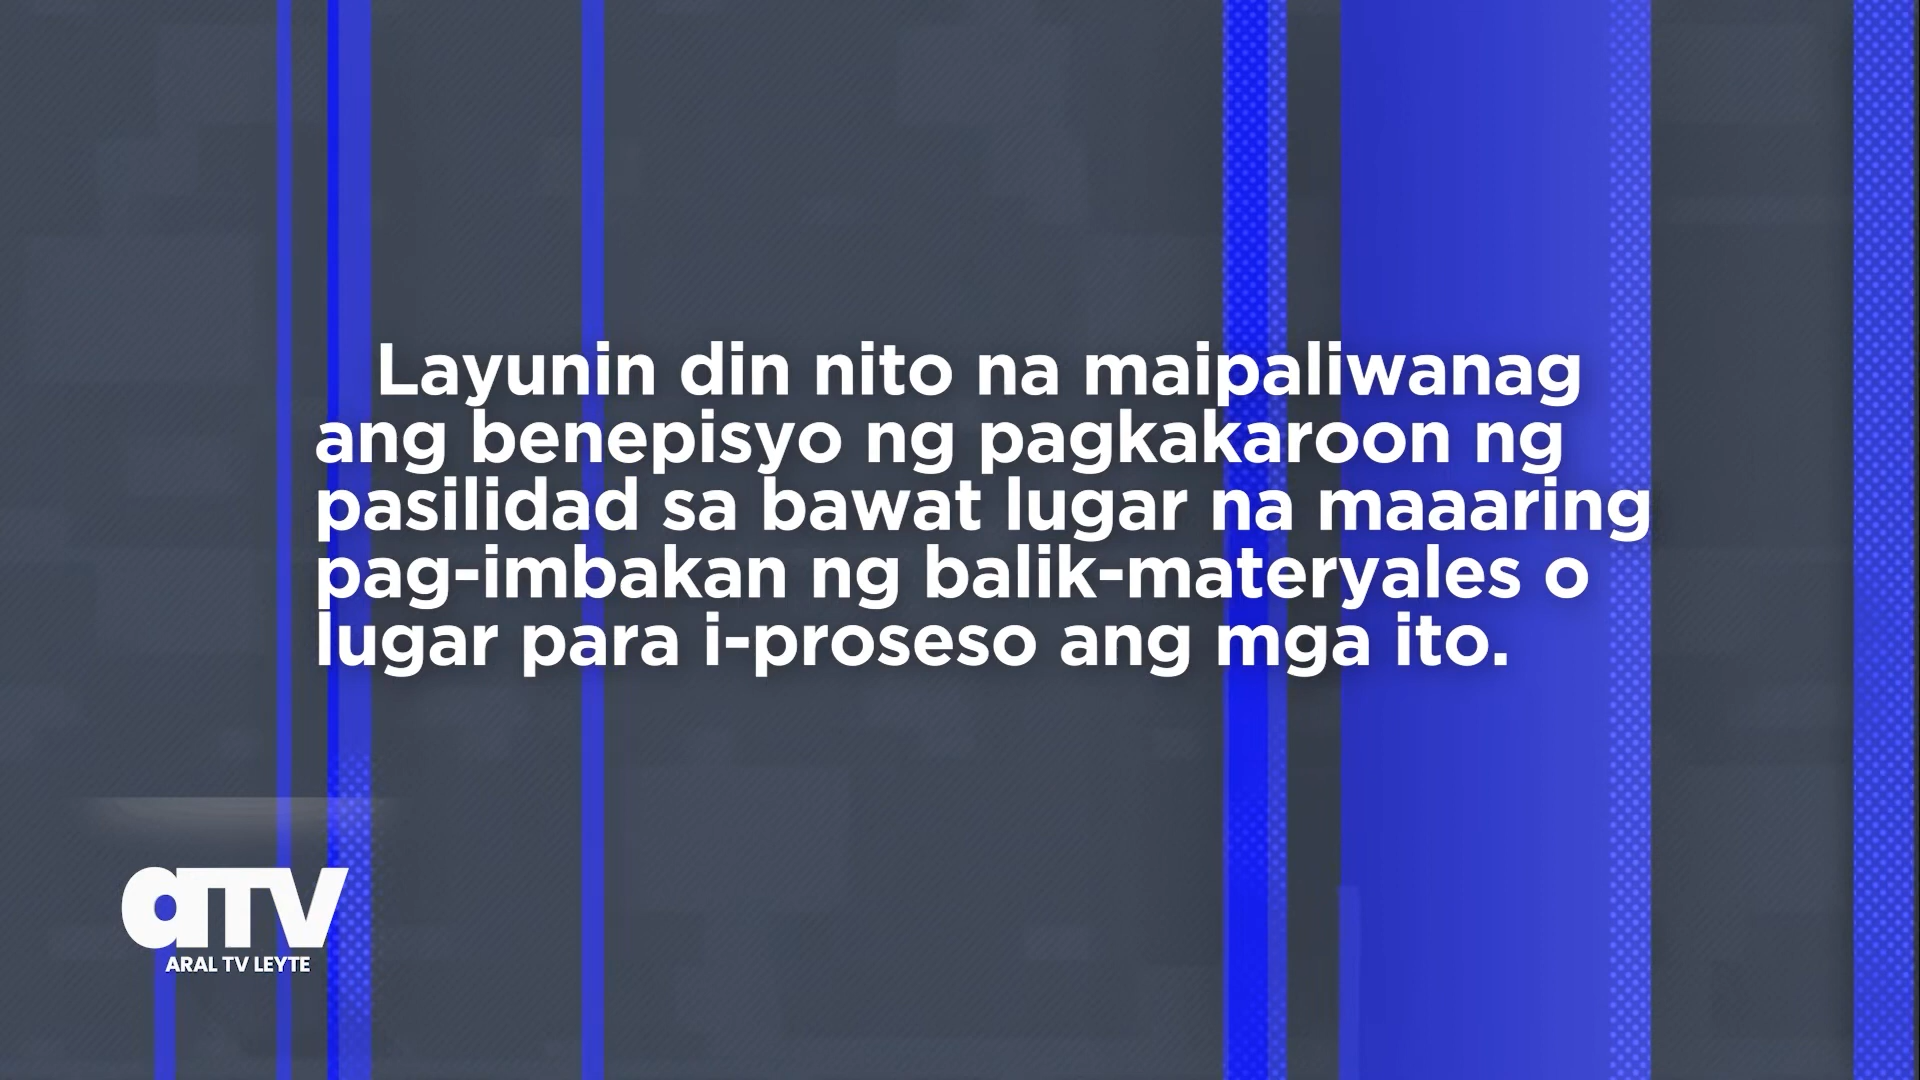 Layunin din nito na maipaliwanag
ang benepisyo ng pagkakaroon ng
pasilidad sa bawat lugar na maaaring
pag-imbakan ng balik-materyales o
lugar para i-proseso ang mga ito.
aTV
ARAL TV LEYTE